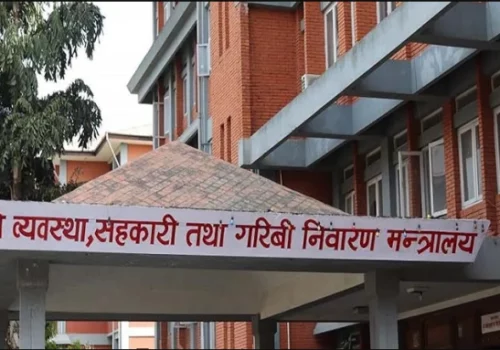 व्यवस्था,सहकारी तथा गरिबी निवारण मन्त्रालय